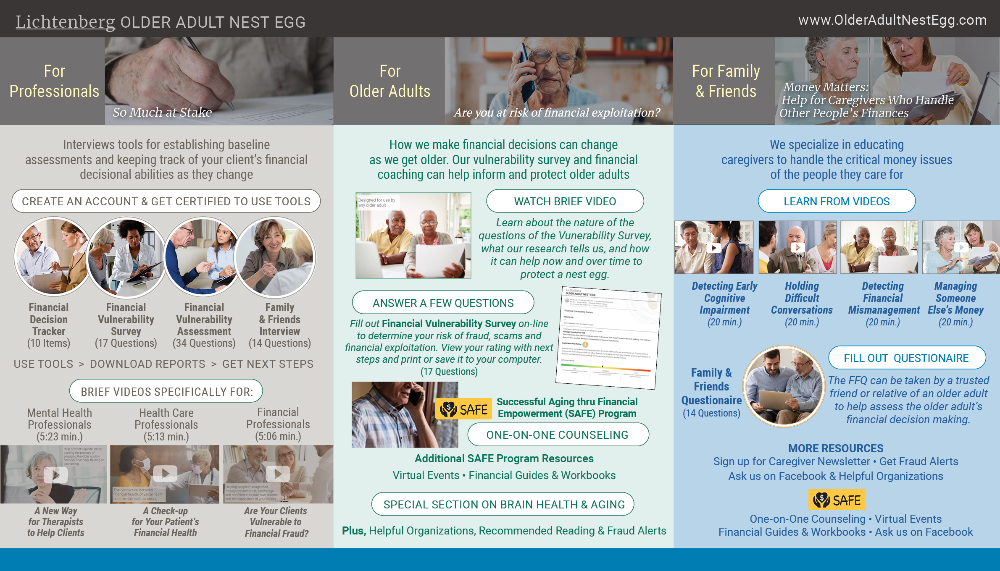 Lichtenberg OLDER ADULT NEST EGG
www.OlderAdultNestEgg.com
For
Professionals
So Much at Stake
Interviews tools for establishing baseline
assessments and keeping track of your client's financial
decisional abilities as they change
CREATE AN ACCOUNT & GET CERTIFIED TO USE TOOLS
Financial
Decision
Tracker
(10 Items)
Financial
Vulnerability
Survey
(17 Questions)
Financial
Vulnerability
Assessment
(34 Questions)
Family
& Friends
Interview
(14 Questions)
USE TOOLS > DOWNLOAD REPORTS > GET NEXT STEPS
BRIEF VIDEOS SPECIFICALLY FOR:
Mental Health
Professionals
(5:23 min.)
Help prevent exploitation by
starting the process of
engaging the older adult in
financial coaching, training or
counseling.
A New Way
for Therapists
to Help Clients
Health Care
Professionals
(5:13 min.)
The connection between
financial health, physical health
and mental health is strong.
A Check-up
for Your Patient's
Financial Health
Financial
Professionals
(5:06 min.)
Helping people manage their
money requires trust, knowledge
and confidence in your own abilities
and the capabilities of your clients.
Are Your Clients
Vulnerable to
Financial Fraud?
For
Older Adults
Are you at risk of financial exploitation?
How we make financial decisions can change
as we get older. Our vulnerability survey and financial
coaching can help inform and protect older adults
Designed for use by
any older adult
WATCH BRIEF VIDEO
Learn about the nature of the
questions of the Vunerability Survey,
what our research tells us, and how
it can help now and over time to
protect a nest egg.
ANSWER A FEW QUESTIONS
Fill out Financial Vulnerability Survey on-line
to determine your risk of fraud, scams and
financial exploitation. View your rating with next
steps and print or save it to your computer.
(17 Questions)
Lichtenberg
OLDER ADULT NEST EGG
Financial Vulnerability Survey
Average Exploitation Risk
Exploitation Risk Rating
SAFE
Successful Aging thru Financial
Empowerment (SAFE) Program
ONE-ON-ONE COUNSELING
Additional SAFE Program Resources
Virtual Events • Financial Guides & Workbooks
SPECIAL SECTION ON BRAIN HEALTH & AGING
Plus, Helpful Organizations, Recommended Reading & Fraud Alerts
For Family
& Friends
Money Matters:
Help for Caregivers Who Handle
Other People's Finances
We specialize in educating
caregivers to handle the critical money issues
of the people they care for
LEARN FROM VIDEOS
Detecting Early
Cognitive
Impairment
(20 min.)
Holding
Difficult
Conversations
(20 min.)
Detecting
Financial
Mismanagement
(20 min.)
Managing
Someone
Else's Money
(20 min.)
Family &
Friends
Questionaire
(14 Questions)
FILL OUT QUESTIONAIRE
The FFQ can be taken by a trusted
friend or relative of an older adult
to help assess the older adult's
financial decision making.
MORE RESOURCES
Sign up for Caregiver Newsletter • Get Fraud Alerts
Ask us on Facebook & Helpful Organizations
SAFE
One-on-One Counseling • Virtual Events
Financial Guides & Workbooks • Ask us on Facebook